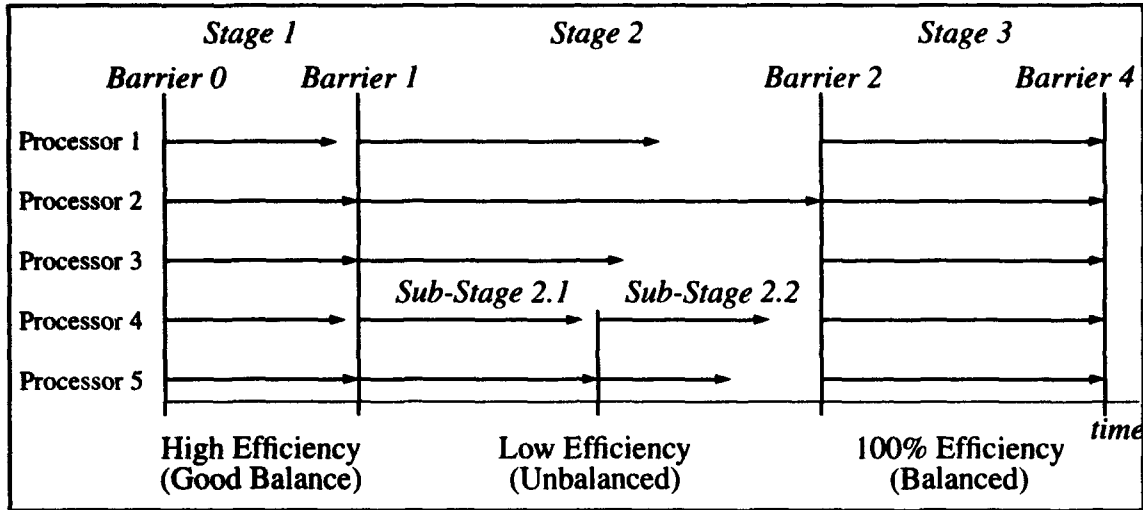 Stage 1 Stage 2 Stage 3
Barrier 0 Barrier 1 Barrier 2 Barrier 4
Processor 1
Processor 2
Processor 3
Sub-Stage 2.1 Sub-Stage 2.2
Processor 4
Processor 5
time
High Efficiency Low Efficiency 100% Efficiency
(Good Balance) (Unbalanced) (Balanced)